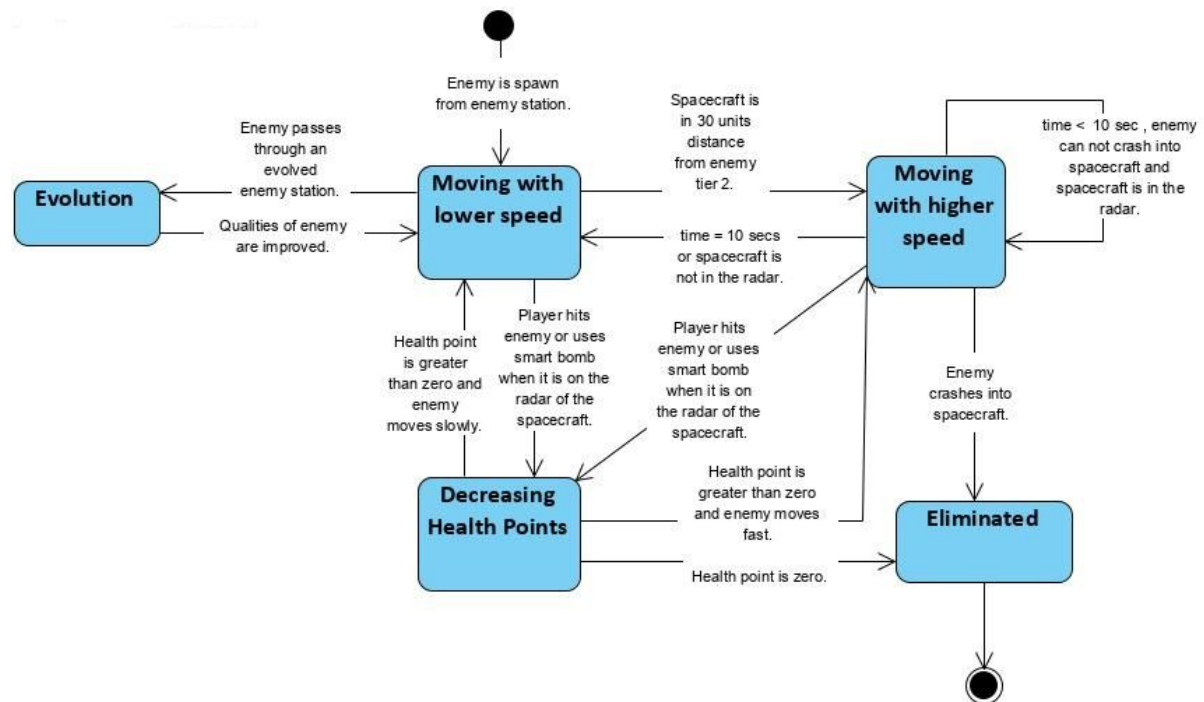 Enemy is spawn
from enemy station.
Enemy passes
through an
evolved
enemy station.
Spacecraft is
in 30 units
distance
from enemy
tier 2.
time < 10 sec , enemy
can not crash into
spacecraft and
spacecraft is in the
radar.
Evolution
Moving with
lower speed
Moving
with higher
speed
Qualities of enemy
are improved.
time = 10 secs
or spacecraft is
not in the radar.
Health point
is greater
than zero and
enemy
moves slowly.
Player hits
enemy or uses
smart bomb
when it is on the
radar of the
spacecraft.
Player hits
enemy or uses
smart bomb
when it is on
the radar of the
spacecraft.
Enemy
crashes into
spacecraft.
Decreasing
Health Points
Health point is
greater than zero
and enemy moves
fast.
Eliminated
Health point is zero.